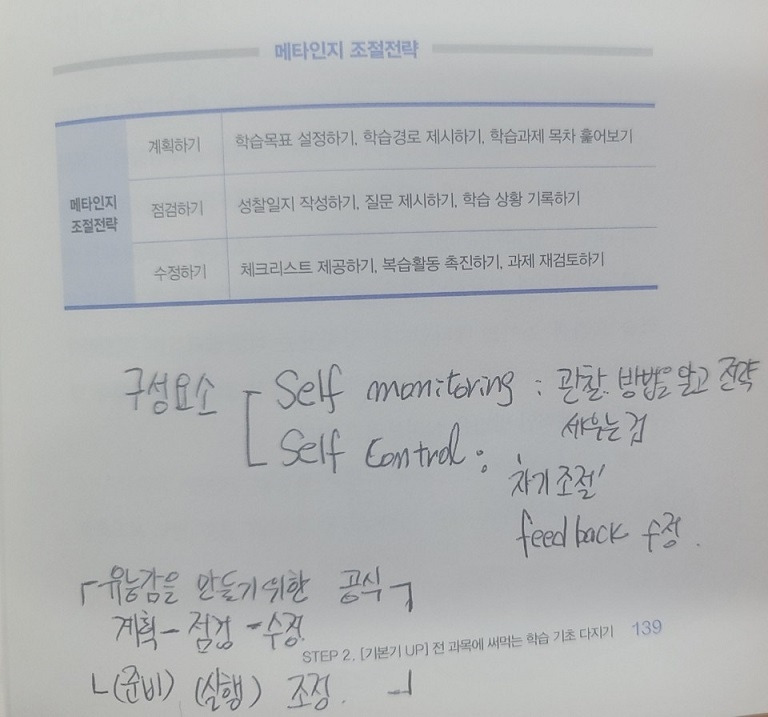 메타인지 조절전략
메타인지 조절전략
계획하기 학습목표 설정하기, 학습경로 제시하기, 학습과제 목차 훑어보기
점검하기 성찰일지 작성하기, 질문 제시하기, 학습 상황 기록하기
수정하기 체크리스트 제공하기, 복습활동 촉진하기, 과제 재검토하기
구성요소 Self monitoring : 관찰. 방법을 알고 전략
세우는 것
Self Control : '자기조절'
feedback 수정.
「유능감을 만들기 위한 공식ㄱ
계획 - 점검 - 수정.
ㄴ(준비) (실행) 조정. ㅢ
STEP 2. [기본기 UP] 전 과목에 써먹는 학습 기초 다지기 139